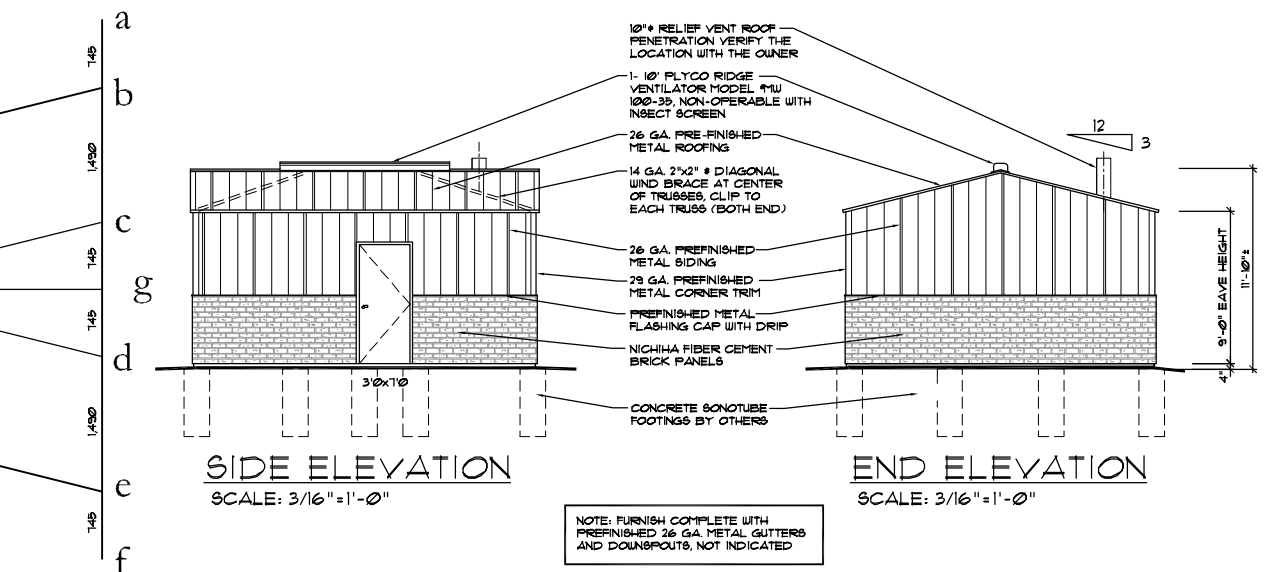 a
745
b
1,490
c
745
g
745
d
1,490
e
745
f
10"⌀ RELIEF VENT ROOF
PENETRATION VERIFY THE
LOCATION WITH THE OWNER
1- 10' PLYCO RIDGE
VENTILATOR MODEL #MW
100-35, NON-OPERABLE WITH
INSECT SCREEN
26 GA. PRE-FINISHED
METAL ROOFING
14 GA. 2"x2" # DIAGONAL
WIND BRACE AT CENTER
OF TRUSSES, CLIP TO
EACH TRUSS (BOTH END)
26 GA. PREFINISHED
METAL SIDING
29 GA. PREFINISHED
METAL CORNER TRIM
PREFINISHED METAL
FLASHING CAP WITH DRIP
NICHIHA FIBER CEMENT
BRICK PANELS
CONCRETE SONOTUBE
FOOTINGS BY OTHERS
12
3
9'-0" EAVE HEIGHT
11'-10"±
4"
3'0x7'0
SIDE ELEVATION
SCALE: 3/16"=1'-0"
END ELEVATION
SCALE: 3/16"=1'-0"
NOTE: FURNISH COMPLETE WITH
PREFINISHED 26 GA. METAL GUTTERS
AND DOWNSPOUTS, NOT INDICATED